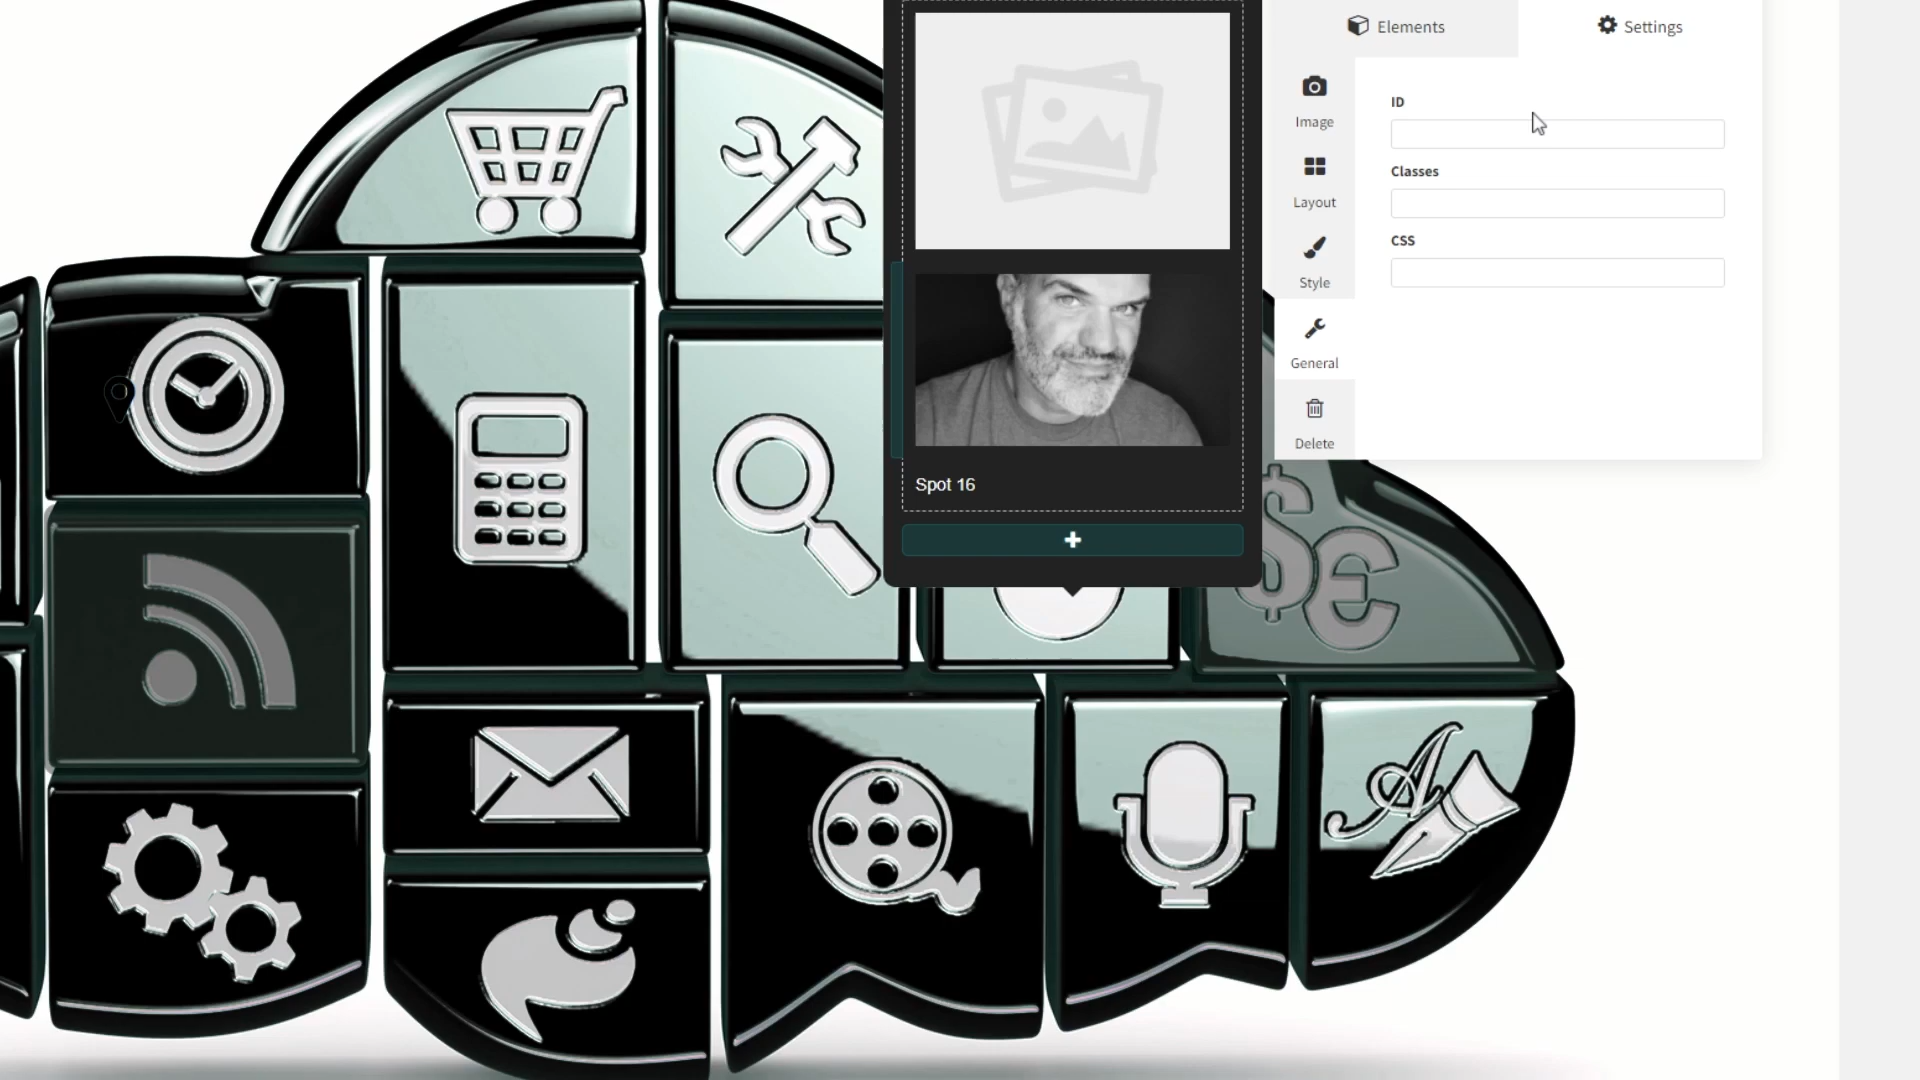 Elements
Settings
Image
Layout
Style
General
Delete
ID
Classes
CSS
Spot 16
$€
A